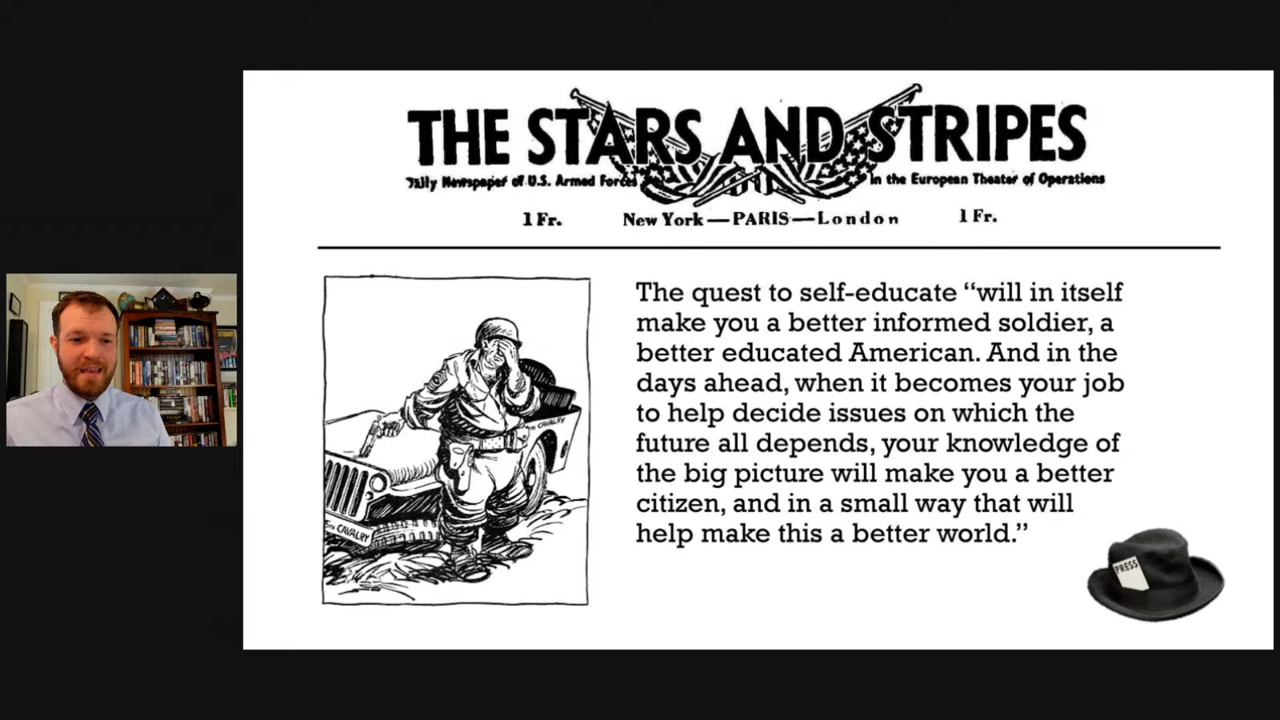 THE STARS AND STRIPES
Daily Newspaper of U.S. Armed Forces in the European Theater of Operations
1 Fr. New York — PARIS — London 1 Fr.
The quest to self-educate “will in itself
make you a better informed soldier, a
better educated American. And in the
days ahead, when it becomes your job
to help decide issues on which the
future all depends, your knowledge of
the big picture will make you a better
citizen, and in a small way that will
help make this a better world.”
CAVALRY
5TH CAVALRY
PRESS